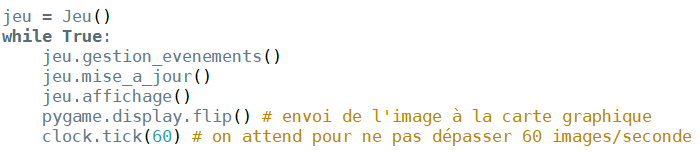 jeu = Jeu()
while True:
    jeu.gestion_evenements()
    jeu.mise_a_jour()
    jeu.affichage()
    pygame.display.flip() # envoi de l'image à la carte graphique
    clock.tick(60) # on attend pour ne pas dépasser 60 images/seconde